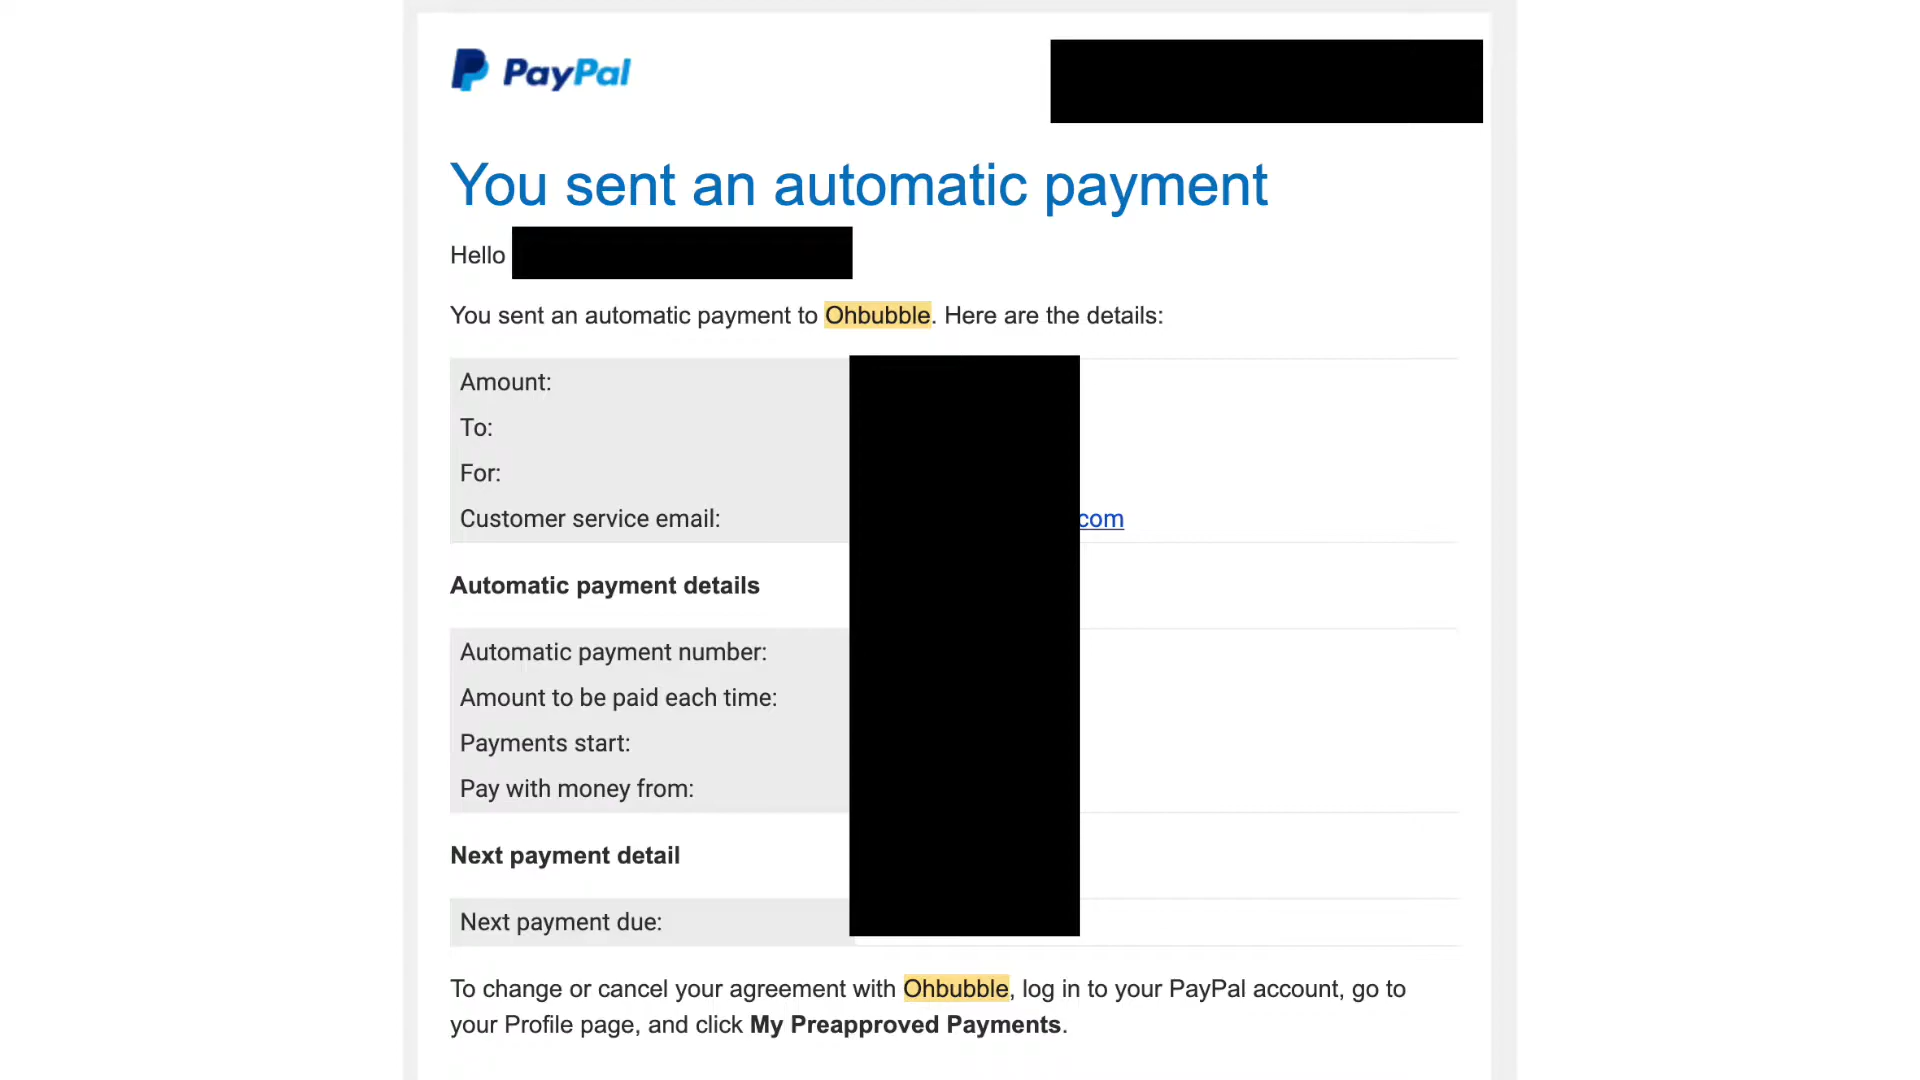 PayPal
You sent an automatic payment
Hello
You sent an automatic payment to Ohbubble. Here are the details:
Amount:
To:
For:
Customer service email:
com
Automatic payment details
Automatic payment number:
Amount to be paid each time:
Payments start:
Pay with money from:
Next payment detail
Next payment due:
To change or cancel your agreement with Ohbubble, log in to your PayPal account, go to
your Profile page, and click My Preapproved Payments.